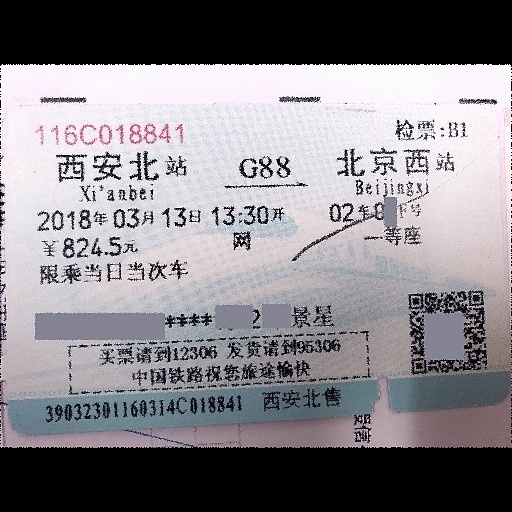 116C018841 检票:B1
西安北站 G88 北京西站
Xi'anbei Beijingxi
2018年03月13日 13:30开 02车0 号
￥824.5元 网 一等座
限乘当日当次车
**** 2 景星
买票请到12306 发货请到95306
中国铁路祝您旅途愉快
39032301160314C018841 西安北售